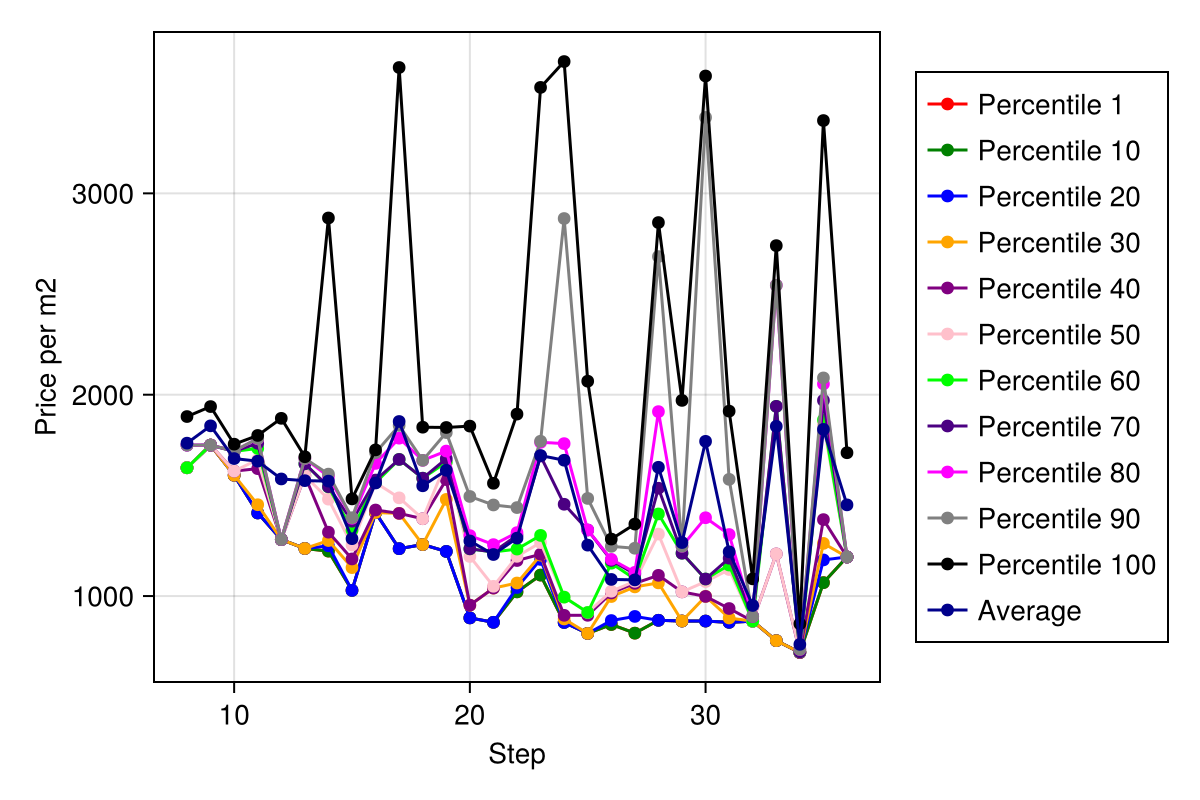 Price per m2
3000
2000
1000
10
20
30
Step
Percentile 1
Percentile 10
Percentile 20
Percentile 30
Percentile 40
Percentile 50
Percentile 60
Percentile 70
Percentile 80
Percentile 90
Percentile 100
Average